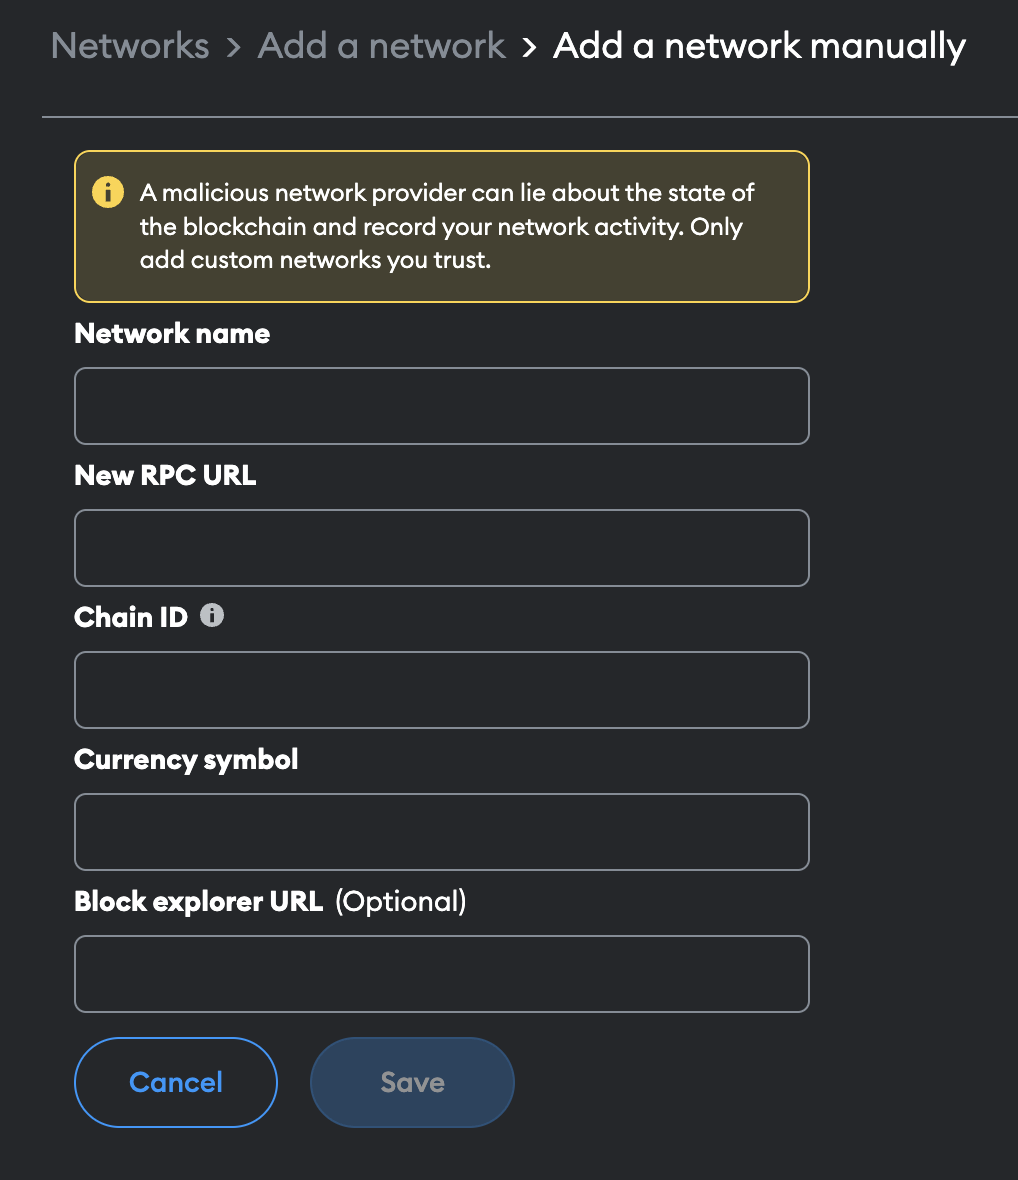 Networks > Add a network > Add a network manually
A malicious network provider can lie about the state of
the blockchain and record your network activity. Only
add custom networks you trust.
Network name
New RPC URL
Chain ID
Currency symbol
Block explorer URL (Optional)
Cancel Save